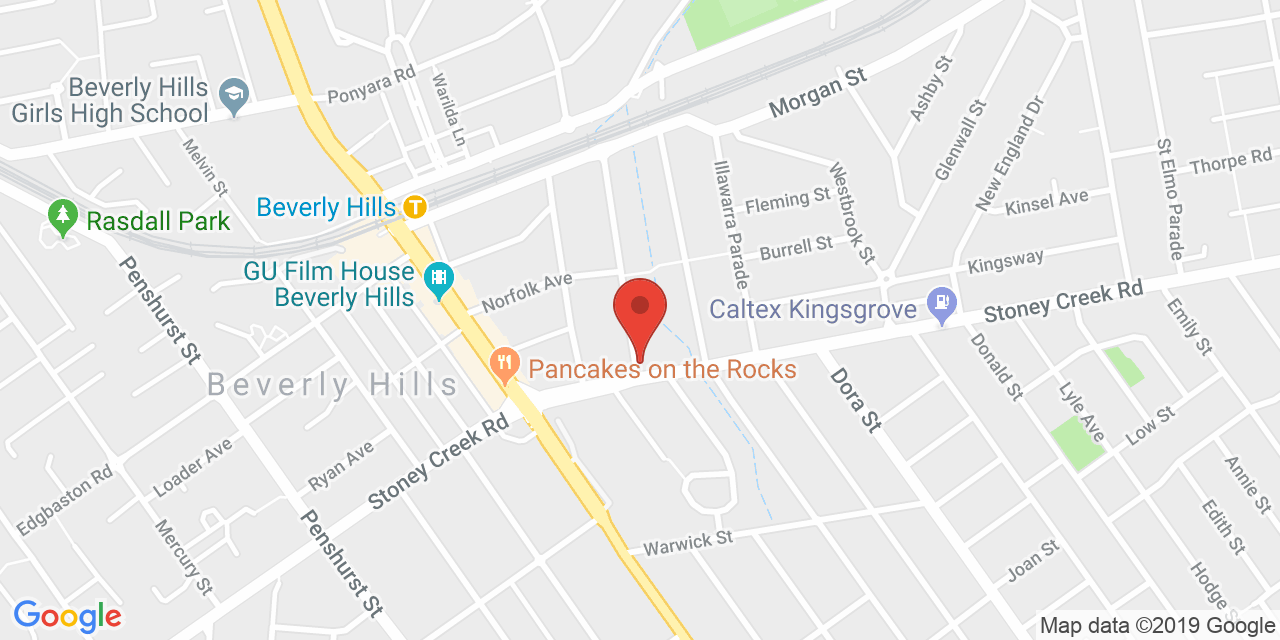 Beverly Hills
Girls High School
Ponyara Rd
Warilda Ln
Melvin St
Morgan St
Ashby St
Glenwall St
New England Dr
St Elmo Parade
Thorpe Rd
Rasdall Park
Beverly Hills
T
Illawarra Parade
Fleming St
Westbrook St
Kinsel Ave
Burrell St
Kingsway
Penshurst St
GU Film House
Beverly Hills
Norfolk Ave
Caltex Kingsgrove
Stoney Creek Rd
Emily St
Pancakes on the Rocks
Beverly Hills
Dora St
Donald St
Lyle Ave
Low St
Edgbaston Rd
Loader Ave
Ryan Ave
Stoney Creek Rd
Mercury St
Penshurst St
Warwick St
Joan St
Annie St
Edith St
Hodge S
Google
Map data ©2019 Google